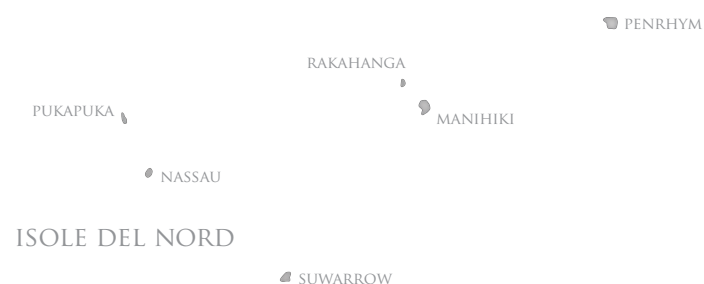 PENRHYM
RAKAHANGA
PUKAPUKA
MANIHIKI
NASSAU
ISOLE DEL NORD
SUWARROW